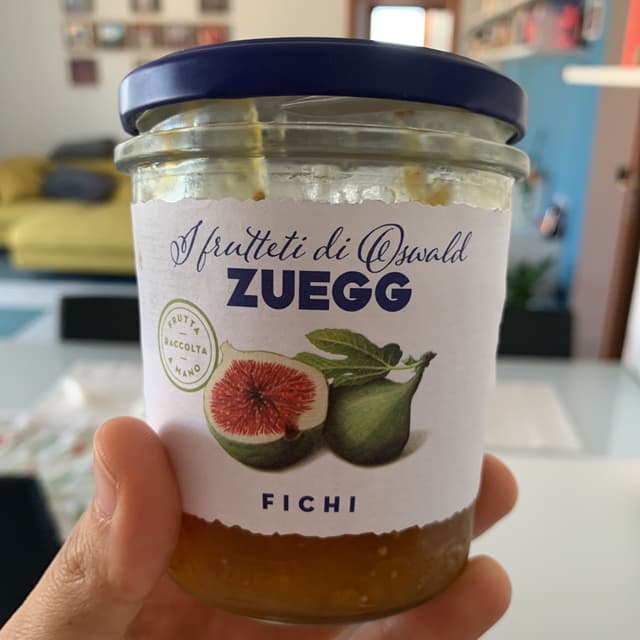 I frutteti di Oswald
ZUEGG
FRUTTA
RACCOLTA
A MANO
FICHI